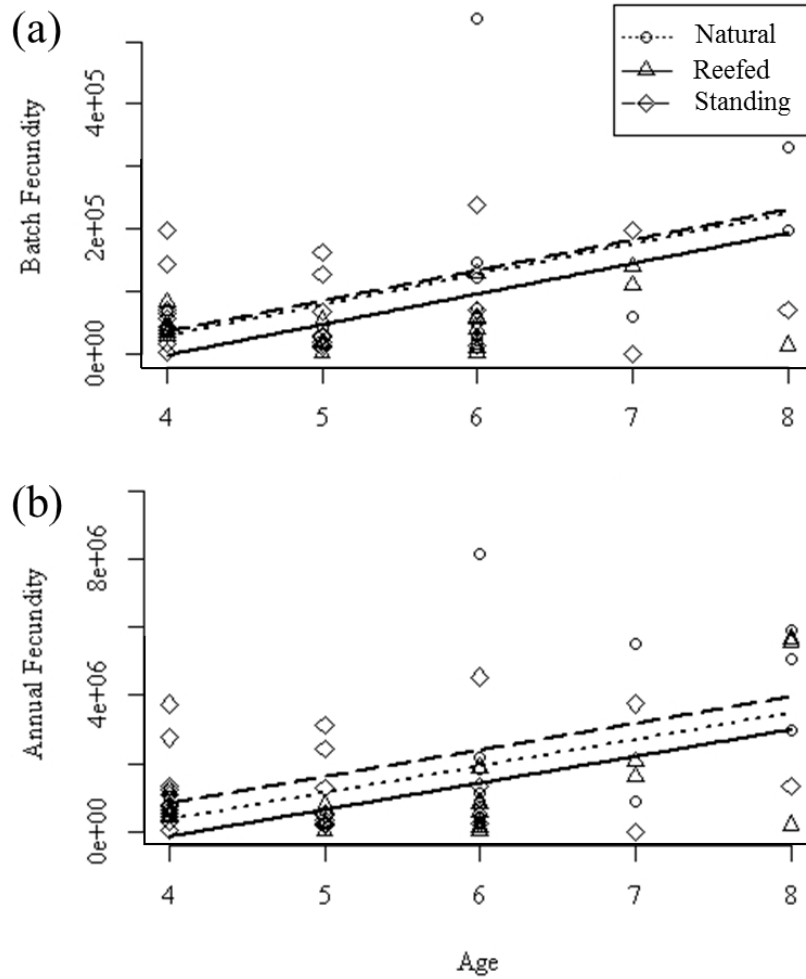 (a)
Natural
Reefed
Standing
Batch Fecundity
4e+05
2e+05
0e+00
4 5 6 7 8
(b)
Annual Fecundity
8e+06
4e+06
0e+00
4 5 6 7 8
Age